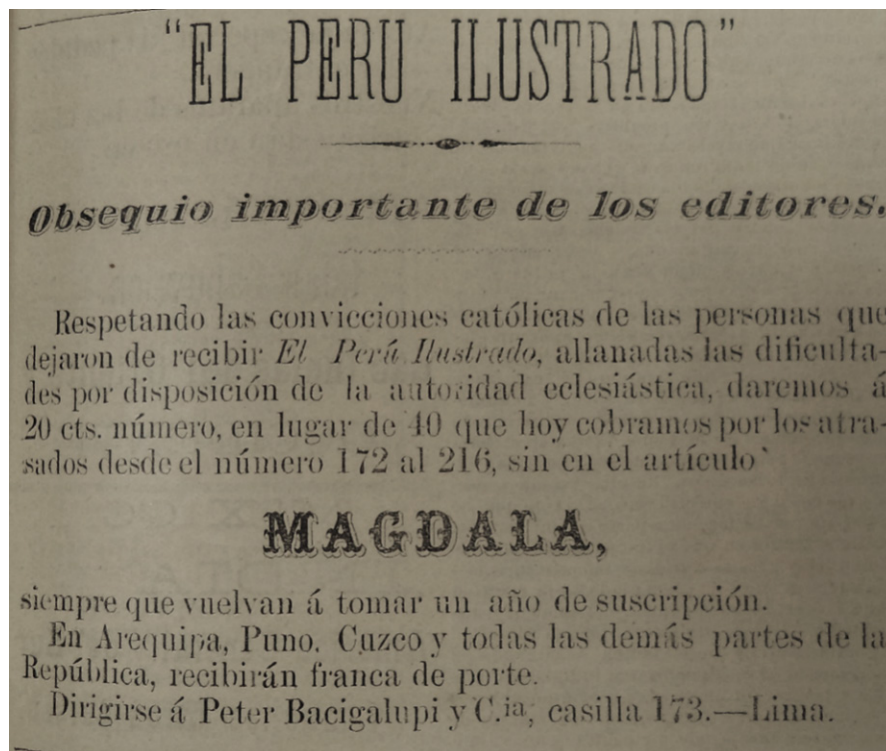 “EL PERU ILUSTRADO”
Obsequio importante de los editores.
Respetando las convicciones católicas de las personas que
dejaron de recibir El Perú Ilustrado, allanadas las dificulta-
des por disposición de la autoridad eclesiástica, daremos á
20 cts. número, en lugar de 40 que hoy cobramos por los atra-
sados desde el número 172 al 216, sin en el artículo
MAGDALA,
siempre que vuelvan á tomar un año de suscripción.
En Arequipa, Puno, Cuzco y todas las demás partes de la
República, recibirán franca de porte.
Dirigirse á Peter Bacigalupi y C.ia, casilla 173.—Lima.